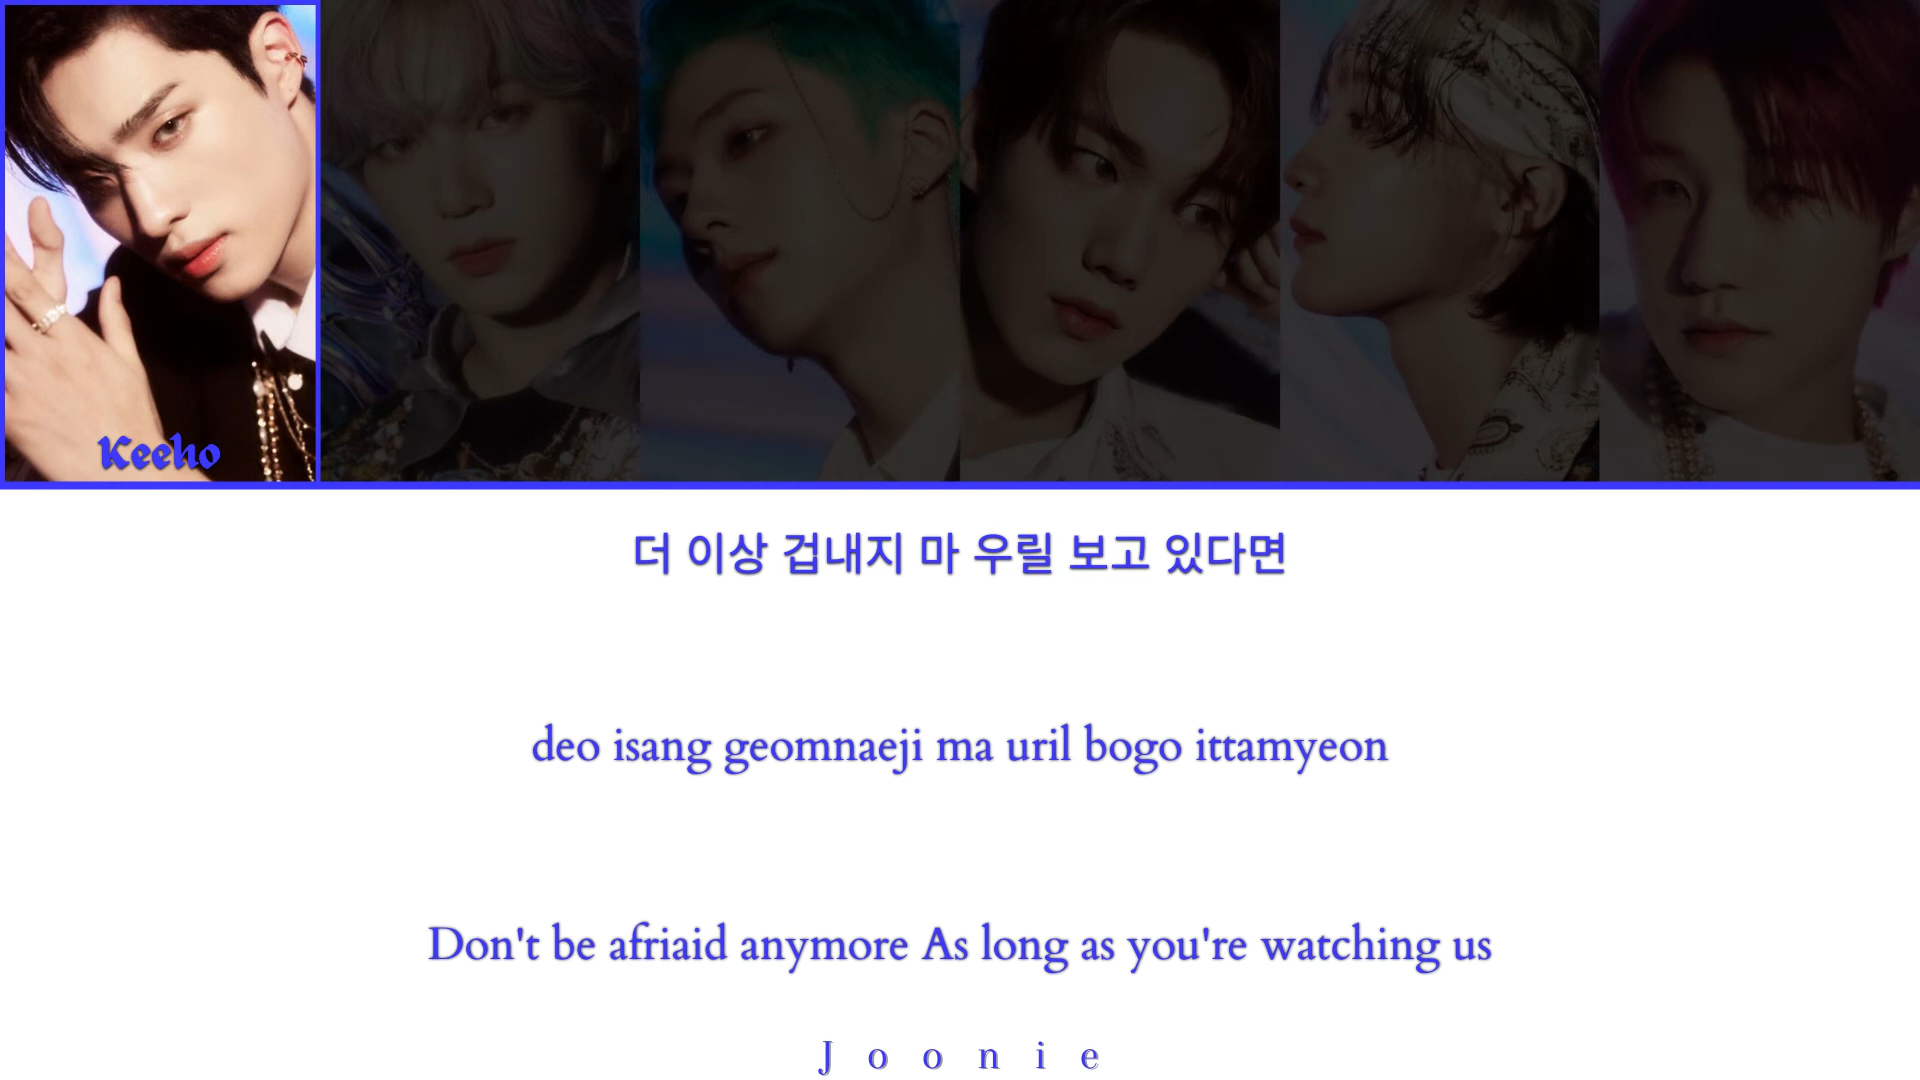 Keeho
더 이상 겁내지 마 우릴 보고 있다면
deo isang geomnaeji ma uril bogo ittamyeon
Don't be afriaid anymore As long as you're watching us
Joonie